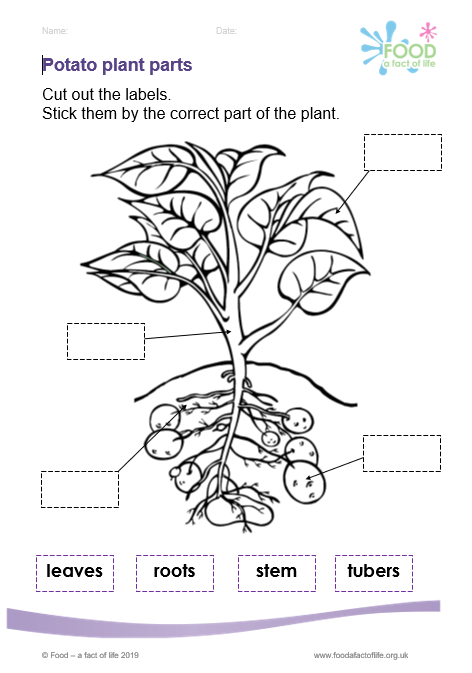 Name: Date:
FOOD
a fact of life
Potato plant parts
Cut out the labels.
Stick them by the correct part of the plant.
leaves roots stem tubers
© Food – a fact of life 2019 www.foodafactoflife.org.uk